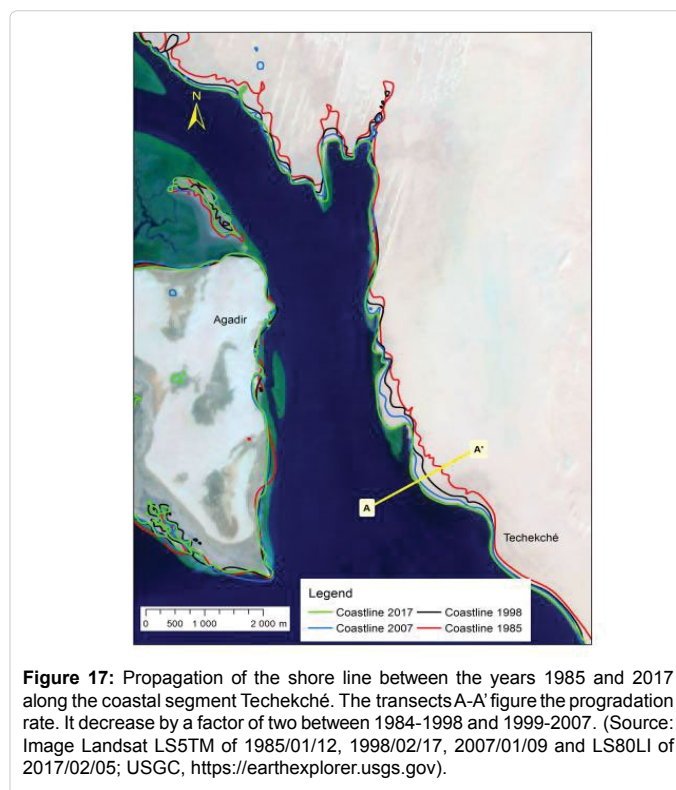 N
Agadir
A'
A
Techekché
Legend
Coastline 2017 Coastline 1998
Coastline 2007 Coastline 1985
0 500 1 000 2 000 m
Figure 17: Propagation of the shore line between the years 1985 and 2017
along the coastal segment Techekché. The transects A-A' figure the progradation
rate. It decrease by a factor of two between 1984-1998 and 1999-2007. (Source:
Image Landsat LS5TM of 1985/01/12, 1998/02/17, 2007/01/09 and LS80LI of
2017/02/05; USGC, https://earthexplorer.usgs.gov).